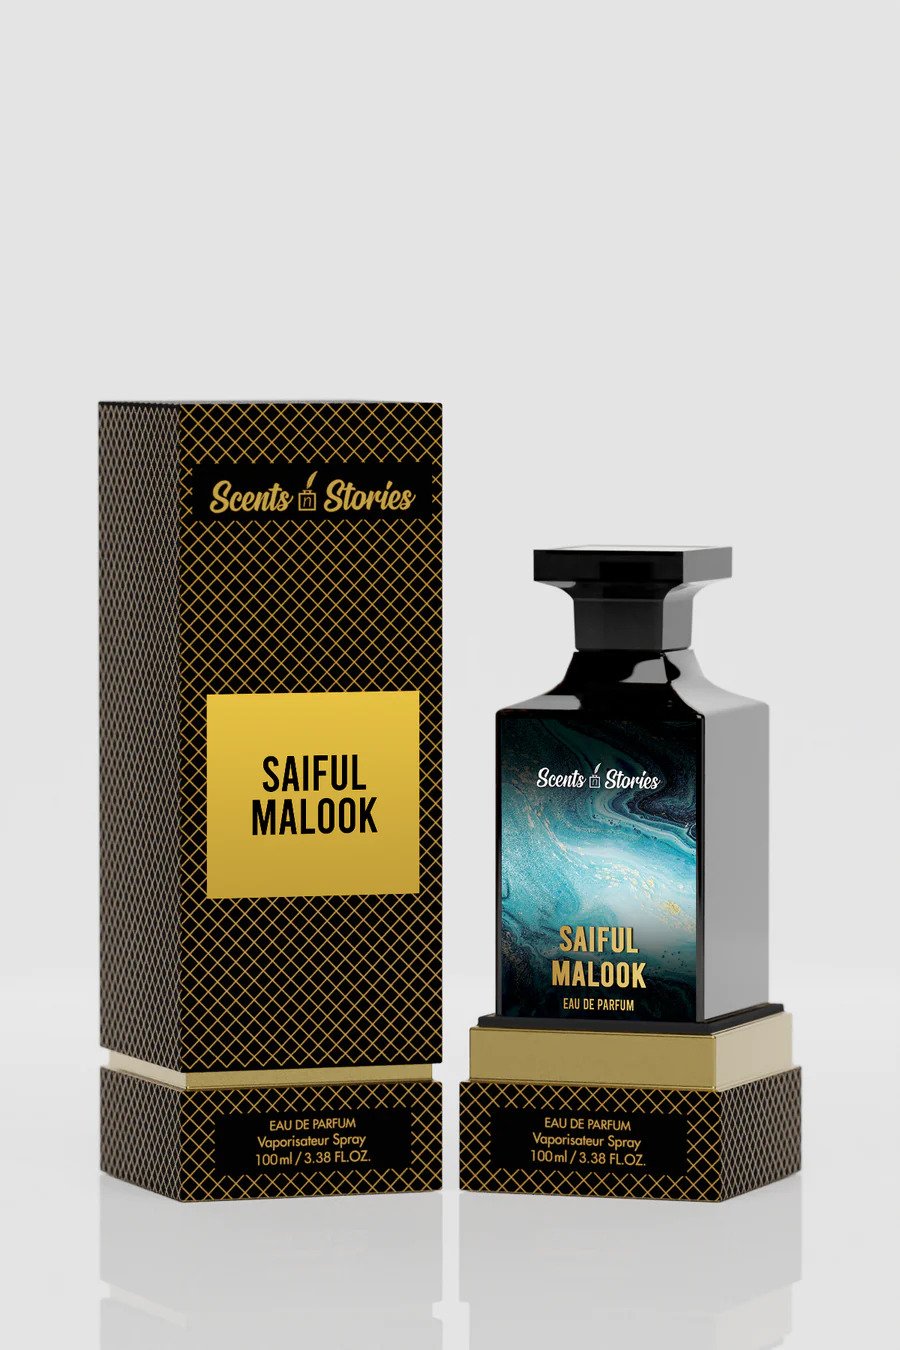 Scents n Stories
SAIFUL
MALOOK
EAU DE PARFUM
Vaporisateur Spray
100ml / 3.38 FL.OZ.
Scents n Stories
SAIFUL
MALOOK
EAU DE PARFUM
EAU DE PARFUM
Vaporisateur Spray
100ml / 3.38 FL.OZ.